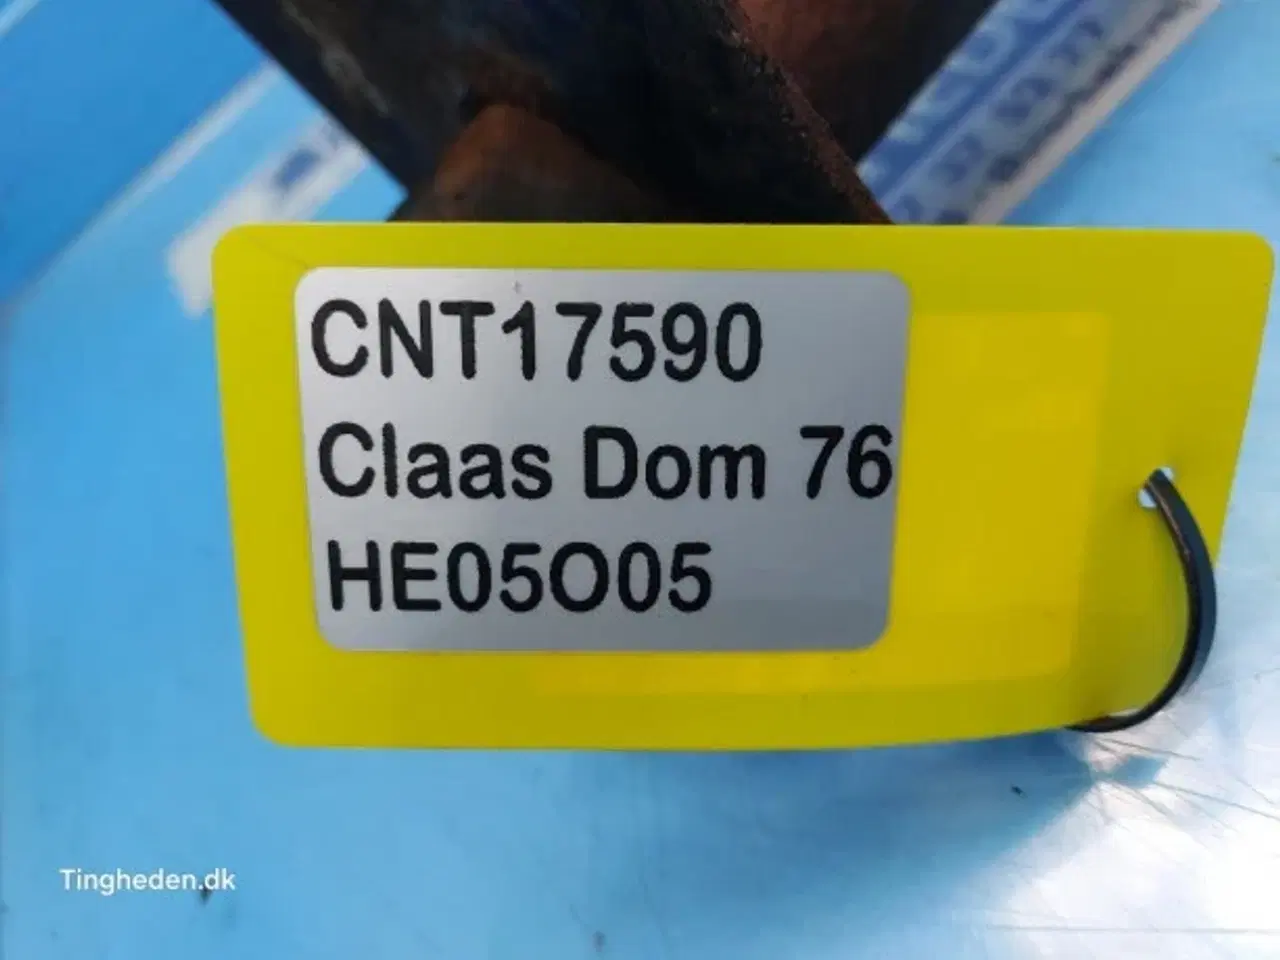 CNT17590
Claas Dom 76
HE05O05
Tingheden.dk